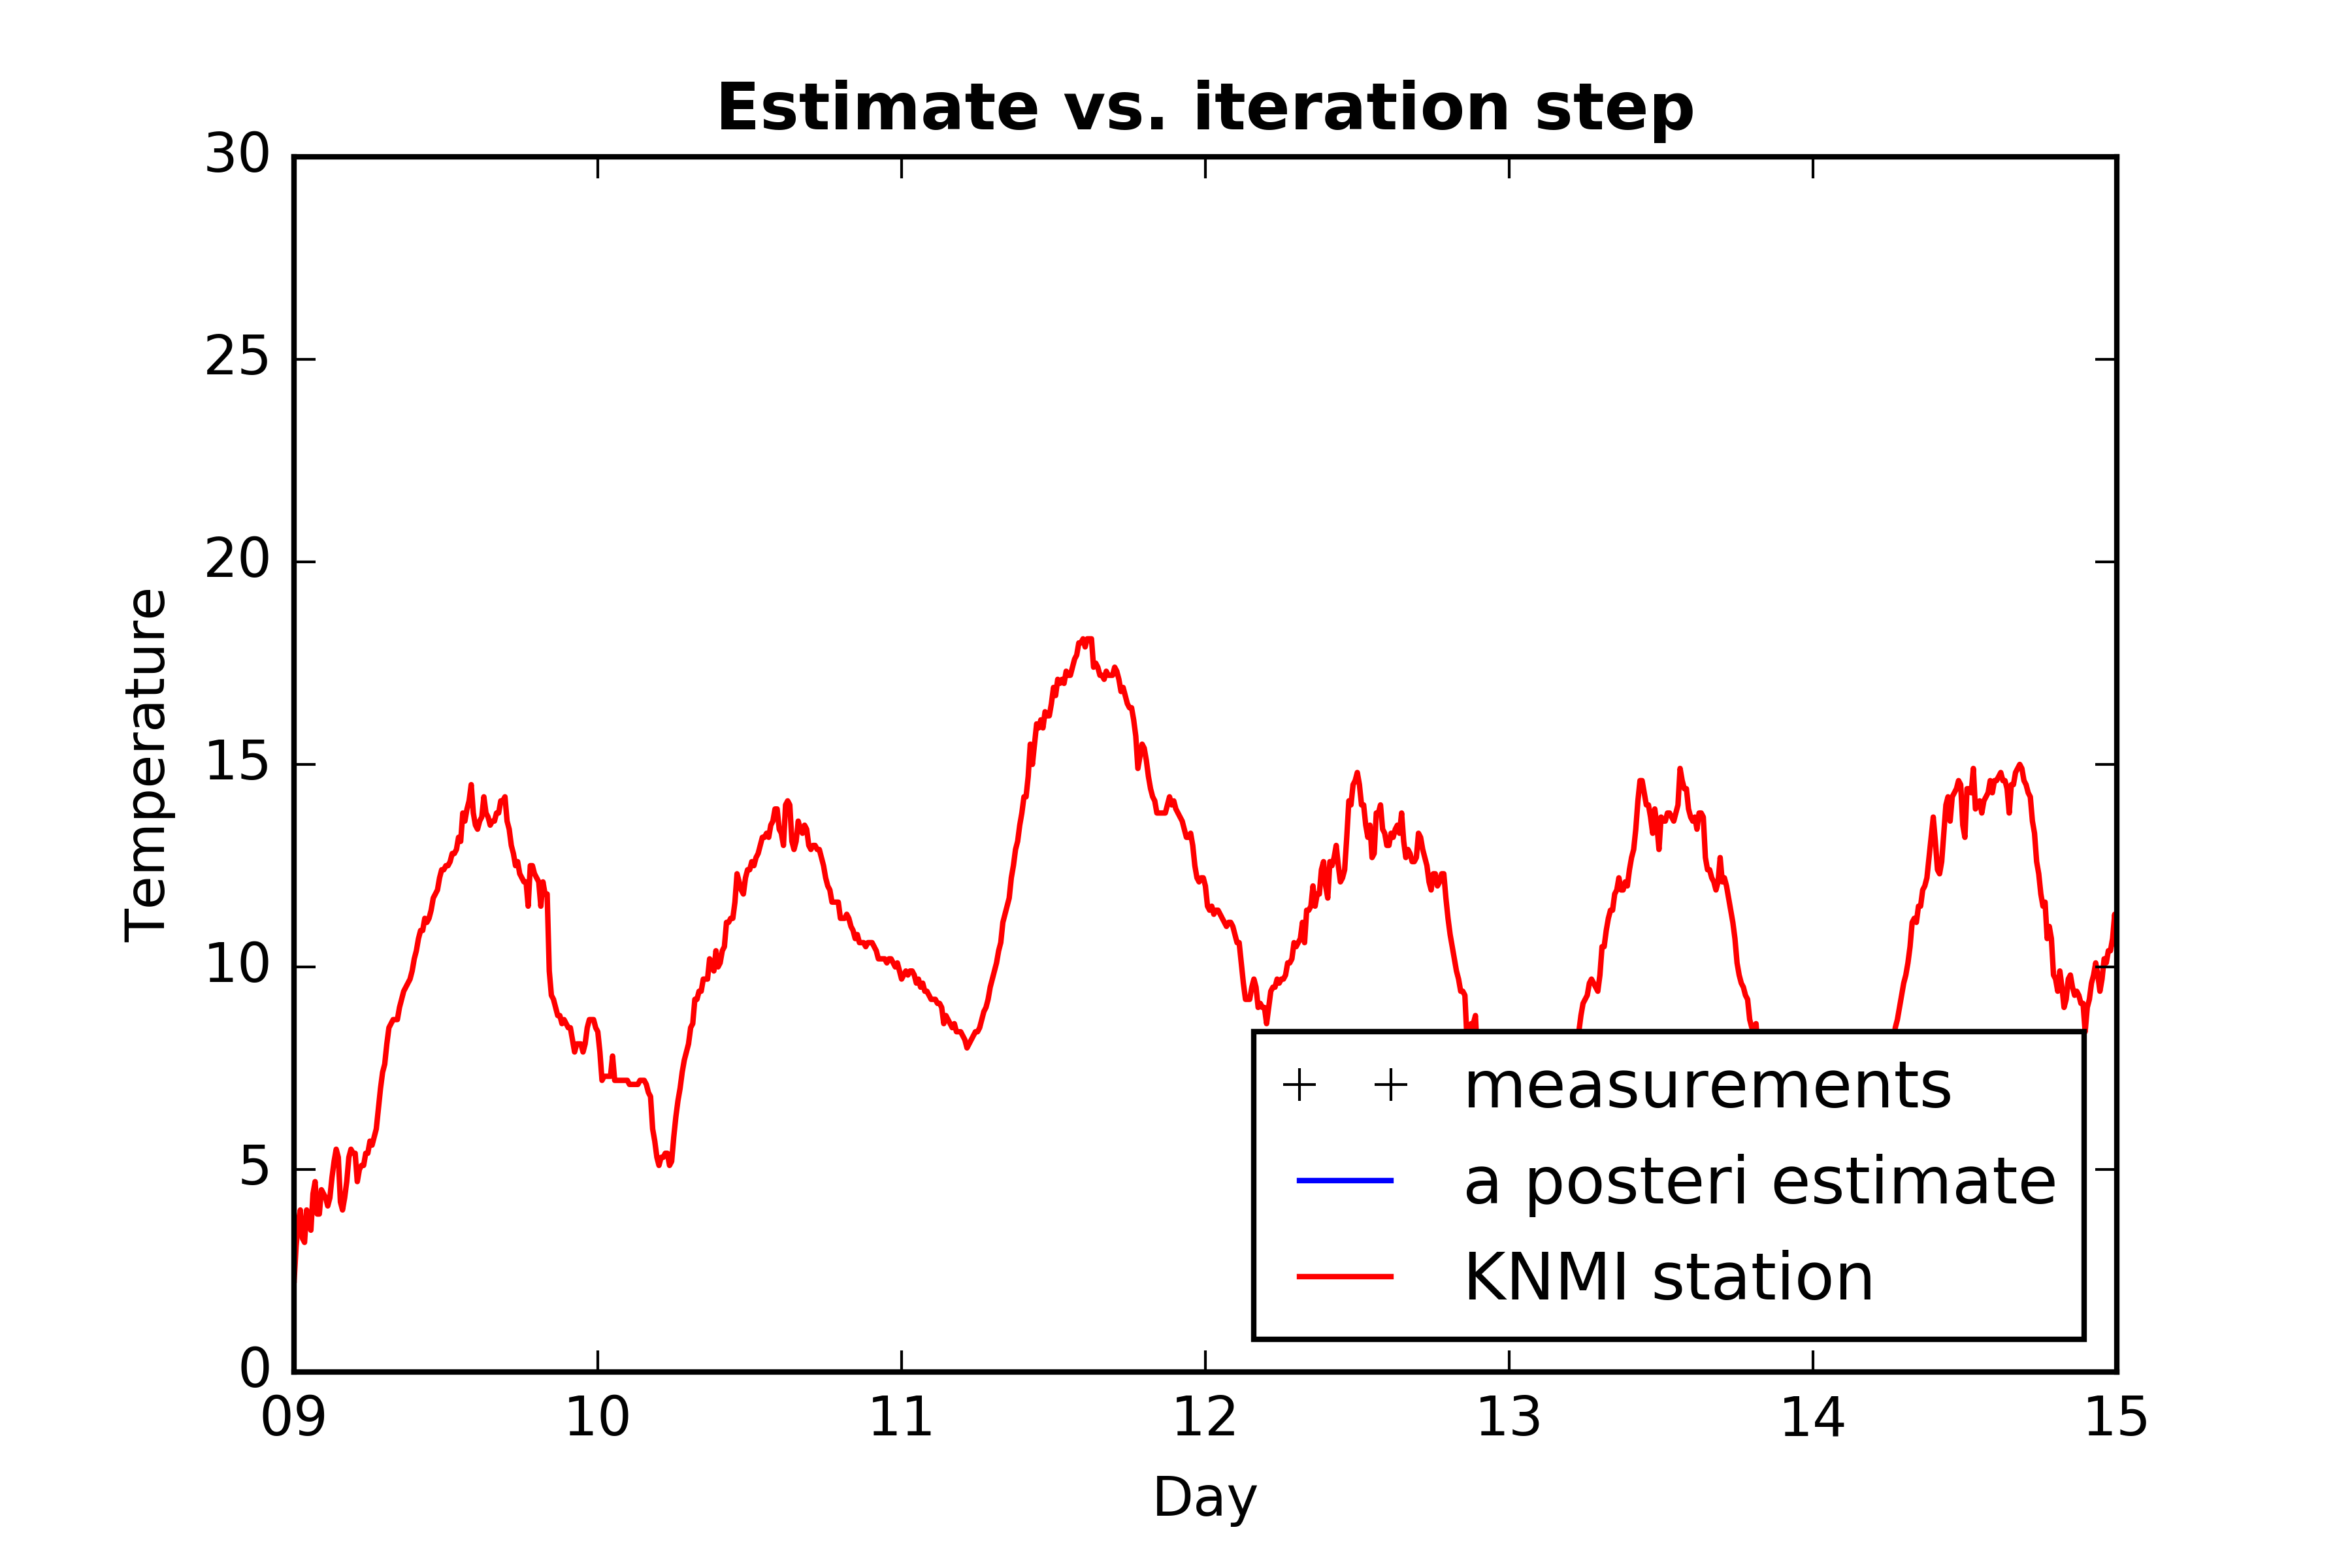 Estimate vs. iteration step
30
25
20
15
10
5
0
Temperature
measurements
a posteri estimate
KNMI station
09 10 11 12 13 14 15
Day